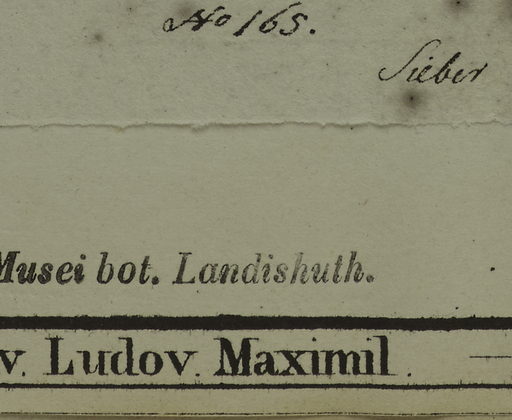 No 165.
Sieber
Musei bot. Landishuth.
v. Ludov. Maximil.